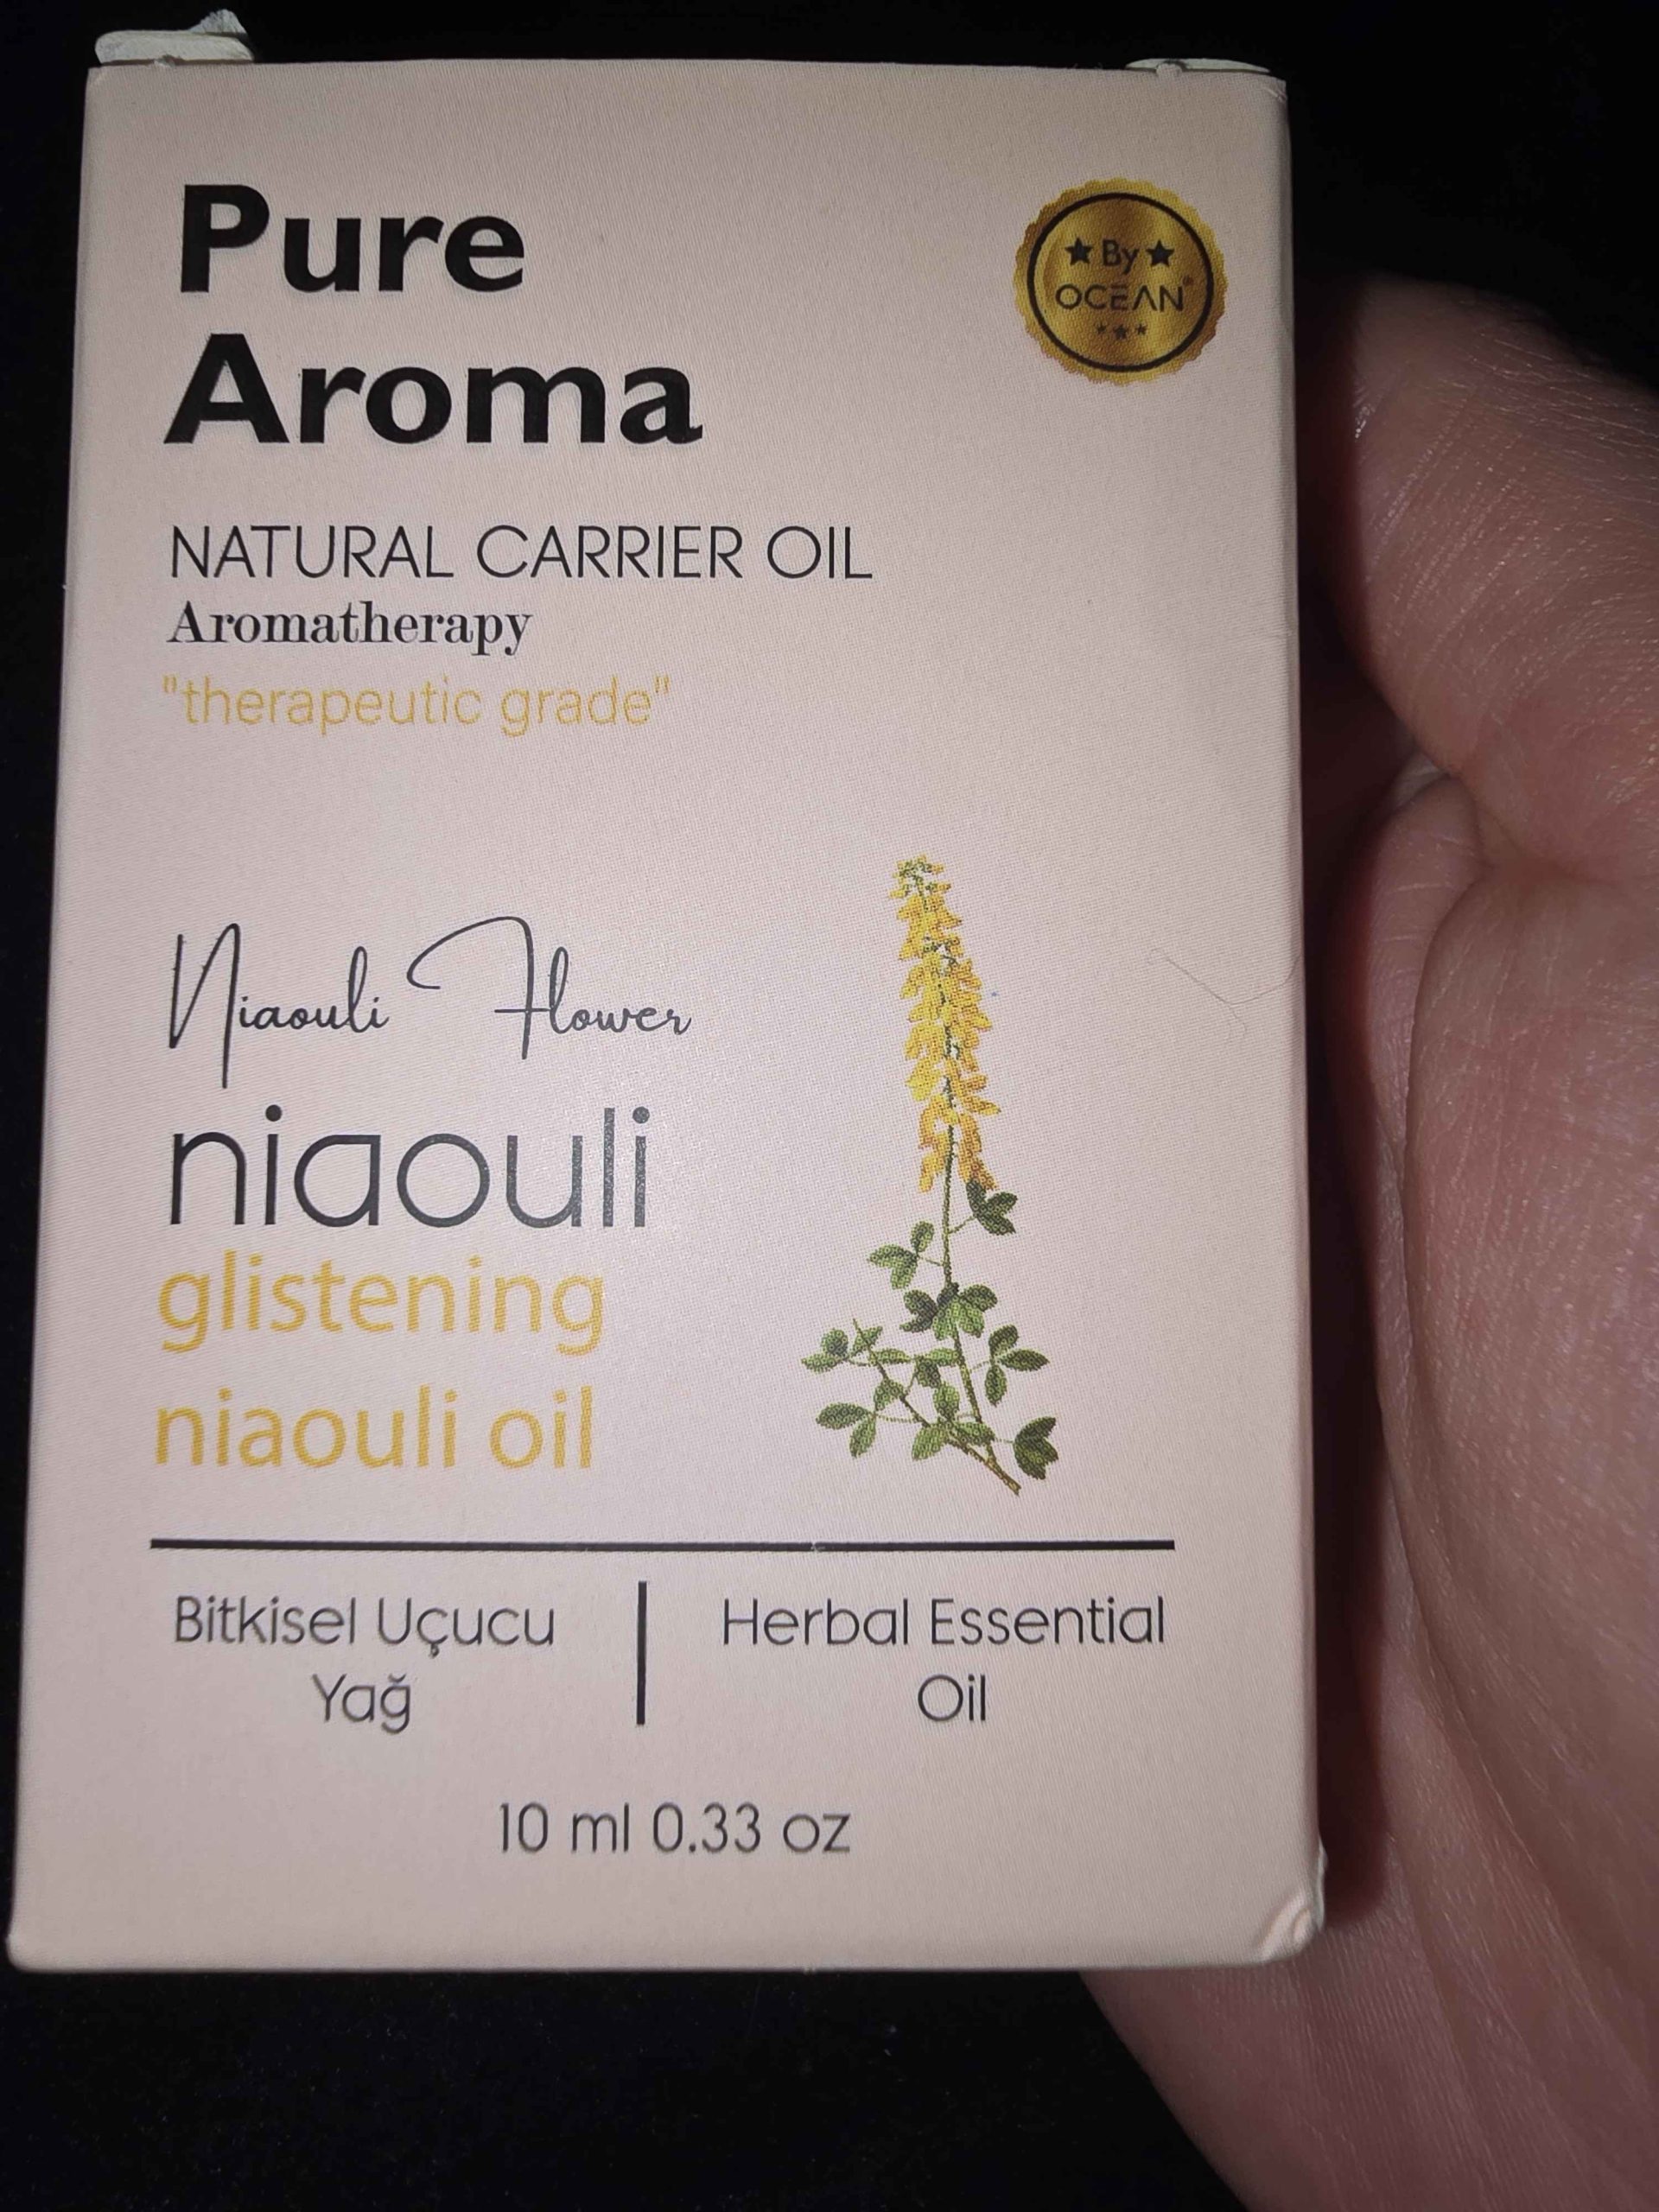 Pure
Aroma
★ By ★
OCEAN®
NATURAL CARRIER OIL
Aromatherapy
"therapeutic grade"
Niaouli Flower
niaouli
glistening
niaouli oil
Bitkisel Uçucu
Yağ
Herbal Essential
Oil
10 ml 0.33 oz